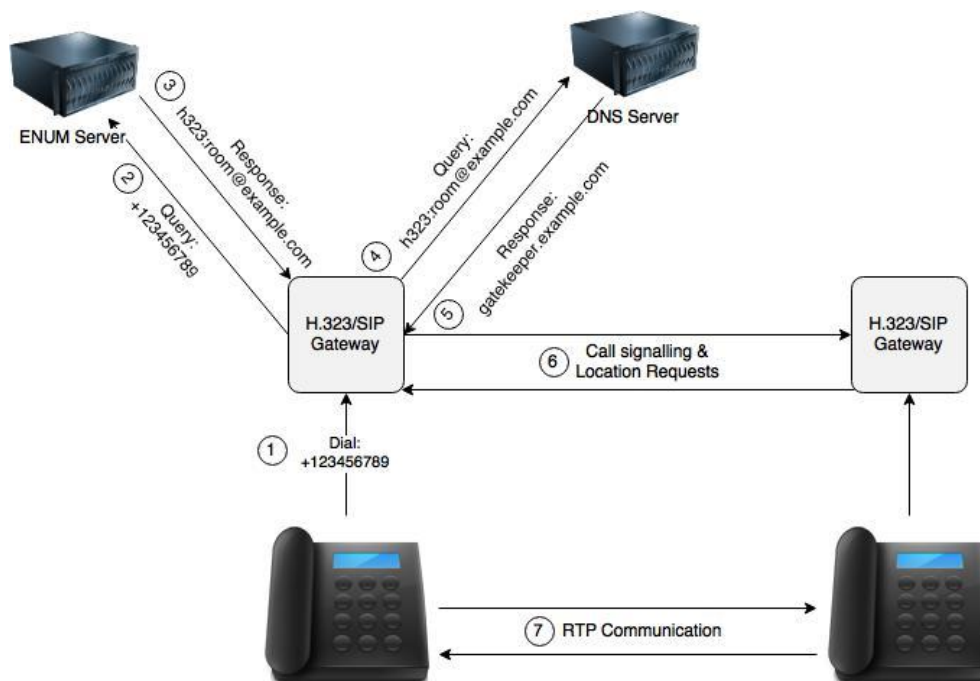 ENUM Server
DNS Server
3
Response:
h323:room@example.com
2
Query:
+123456789
4
Query:
h323:room@example.com
5
Response:
gatekeeper.example.com
H.323/SIP
Gateway
H.323/SIP
Gateway
6
Call signalling &
Location Requests
1
Dial:
+123456789
7
RTP Communication